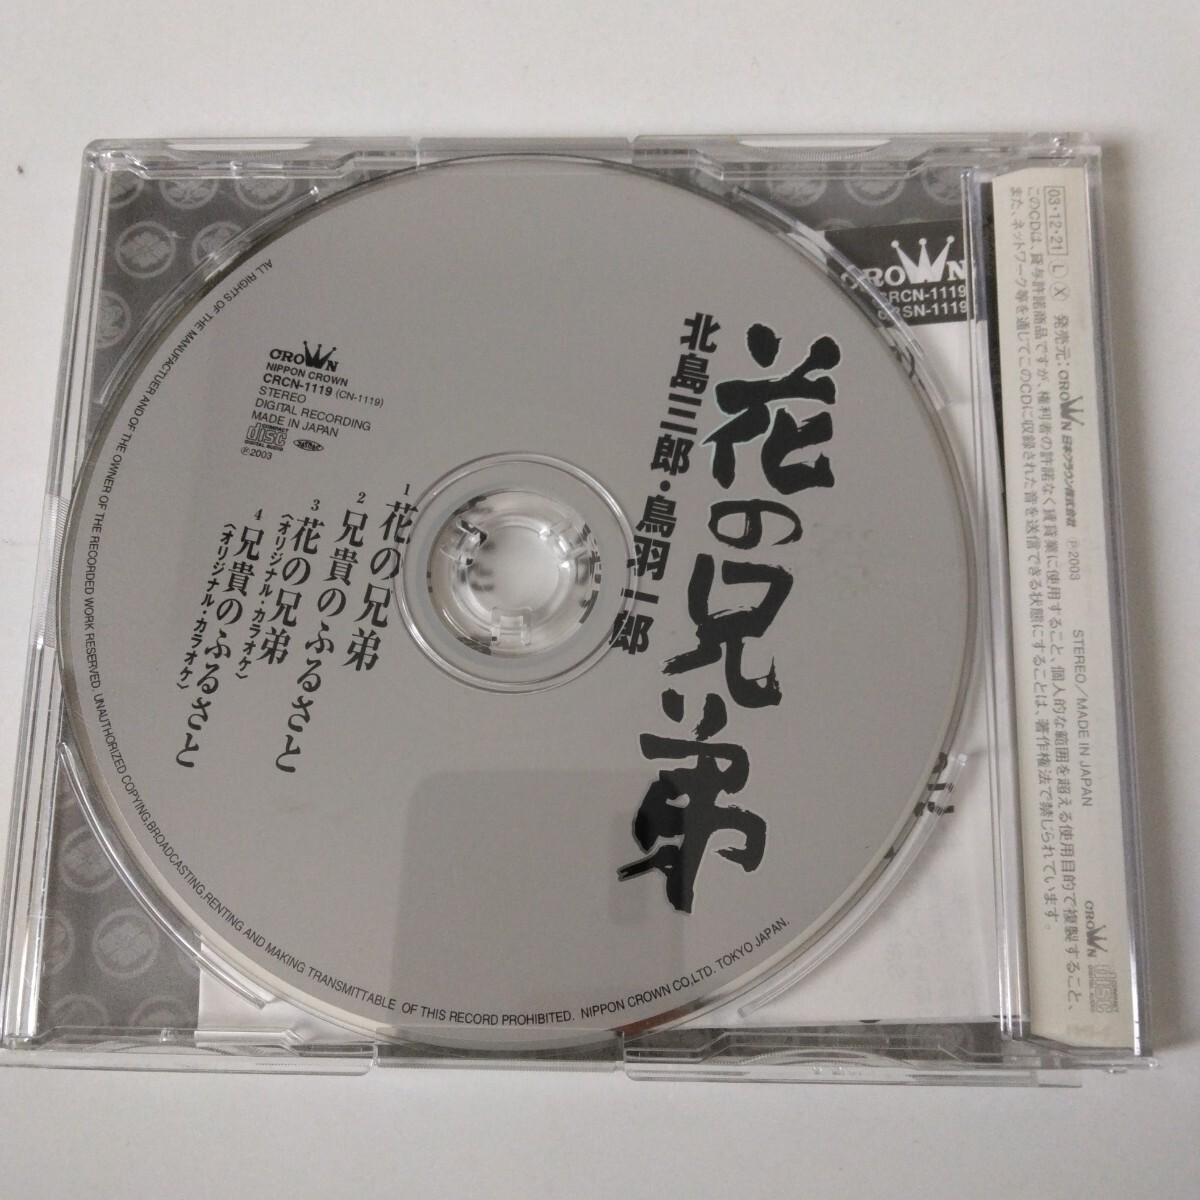 花の兄弟
北島三郎・鳥羽一郎
CROWN
NIPPON CROWN
CRCN-1119 (CN-1119)
STEREO
DIGITAL RECORDING
MADE IN JAPAN
COMPACT
disc
DIGITAL AUDIO
℗2003
1 花の兄弟
2 兄貴のふるさと
3 花の兄弟
〈オリジナル・カラオケ〉
4 兄貴のふるさと
〈オリジナル・カラオケ〉
ALL RIGHTS OF THE MANUFACTUER AND OF THE OWNER OF THE RECORDED WORK RESERVED. UNAUTHORIZED COPYING,BROADCASTING,RENTING AND MAKING TRANSMITTABLE OF THIS RECORD PROHIBITED. NIPPON CROWN CO.,LTD. TOKYO JAPAN.
CROWN
CRCN-1119
CRSN-1119
03・12・21 L X 発売元：CROWN 日本クラウン株式会社 ℗2003 STEREO／MADE IN JAPAN
このCDは、貸与許諾商品ですが、権利者の許諾なく賃貸業に使用すること、個人的な範囲を超える使用目的で複製すること、
また、ネットワーク等を通じてこのCDに収録された音を送信できる状態にすることは、著作権法で禁じられています。
CROWN
disc